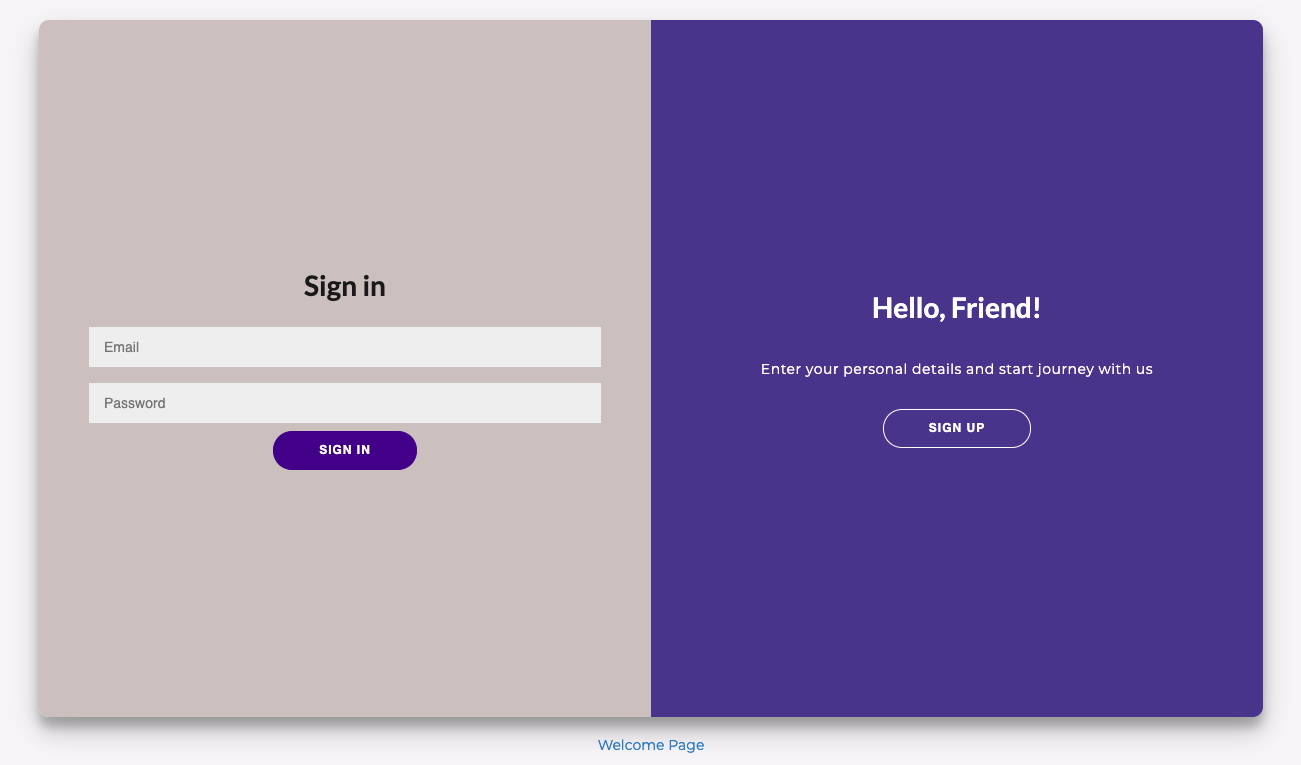 Sign in
Email
Password
SIGN IN
Hello, Friend!
Enter your personal details and start journey with us
SIGN UP
Welcome Page